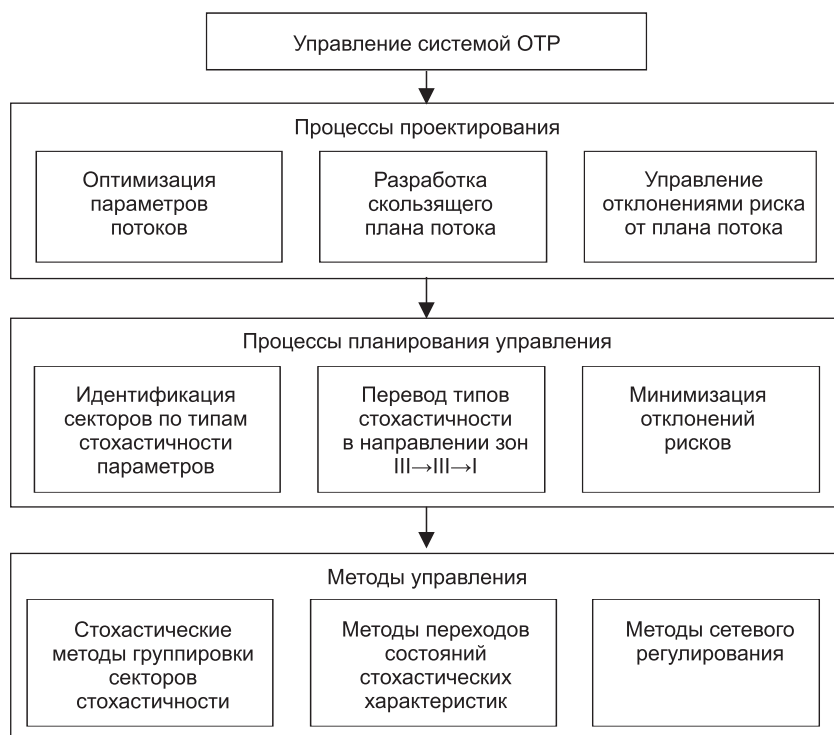 Управление системой ОТР
Процессы проектирования
Оптимизация
параметров
потоков
Разработка
скользящего
плана потока
Управление
отклонениями риска
от плана потока
Процессы планирования управления
Идентификация
секторов по типам
стохастичности
параметров
Перевод типов
стохастичности
в направлении зон
III→III→I
Минимизация
отклонений
рисков
Методы управления
Стохастические
методы группировки
секторов
стохастичности
Методы переходов
состояний
стохастических
характеристик
Методы сетевого
регулирования